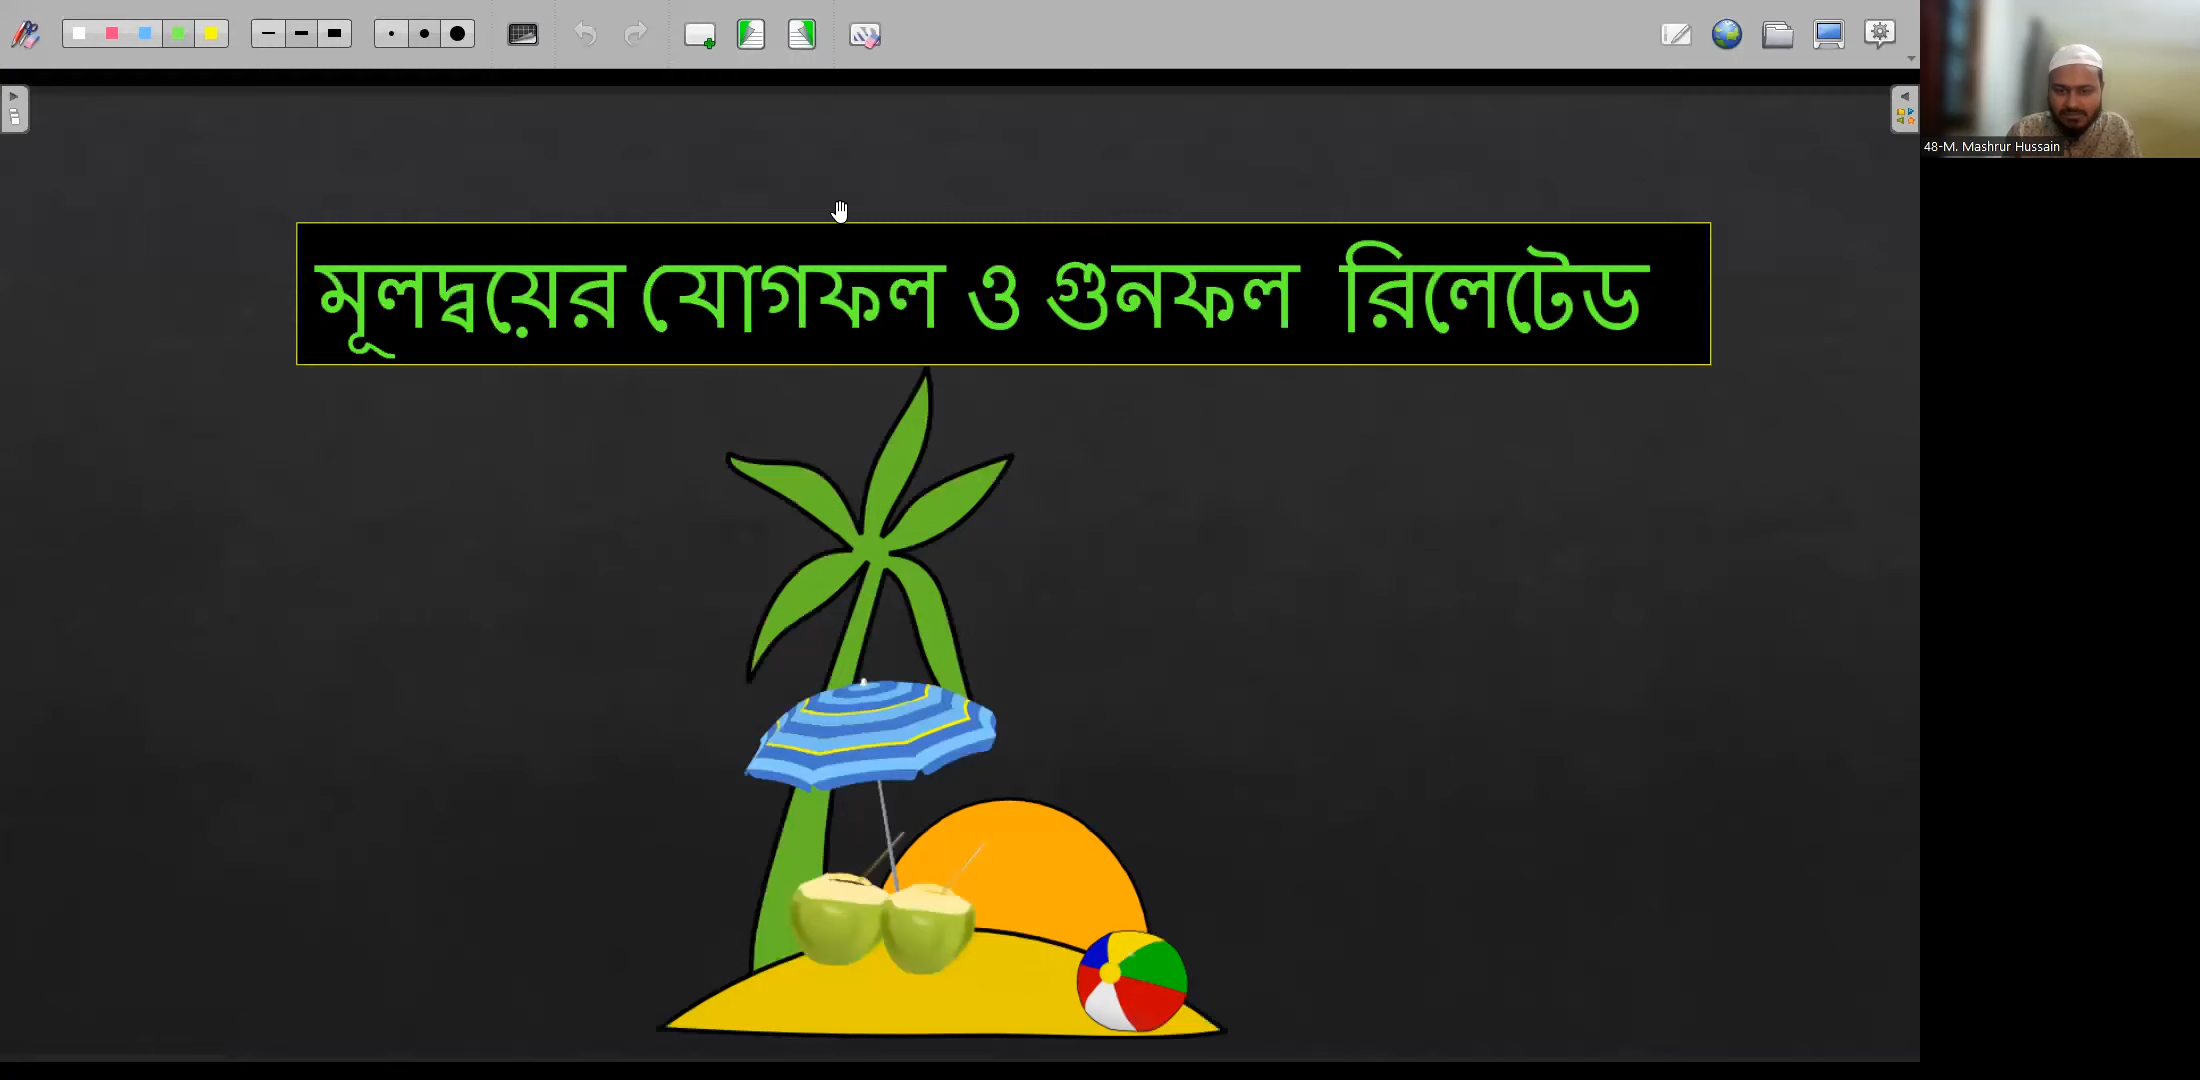 48-M. Mashrur Hussain
মূলদ্বয়ের যোগফল ও গুনফল রিলেটেড